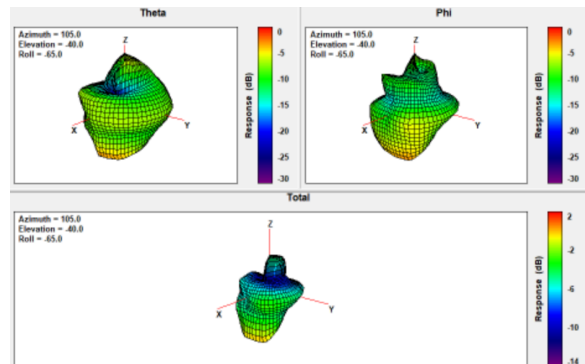 Theta
Azimuth = 105.0
Elevation = -40.0
Roll = -65.0
Z
X
Y
0
-5
-10
-15
-20
-25
-30
Response (dB)
Phi
Azimuth = 105.0
Elevation = -40.0
Roll = -65.0
Z
X
Y
0
-5
-10
-15
-20
-25
-30
Response (dB)
Total
Azimuth = 105.0
Elevation = -40.0
Roll = -65.0
Z
X
Y
2
-2
-6
-10
-14
Response (dB)